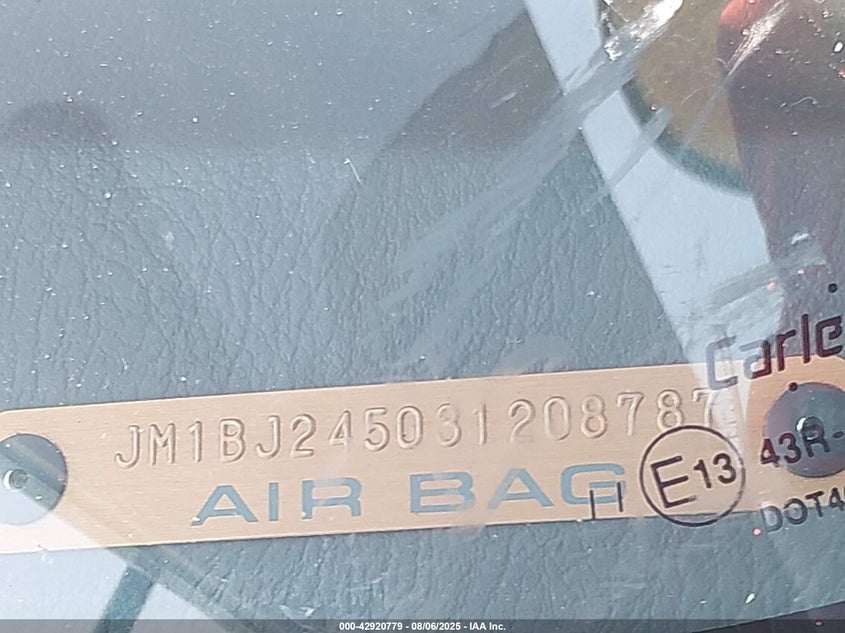 Carle
JM1BJ245031208787
AIR BAG
E13
43R-
DOT4
000-42920779 - 08/06/2025 - IAA Inc.